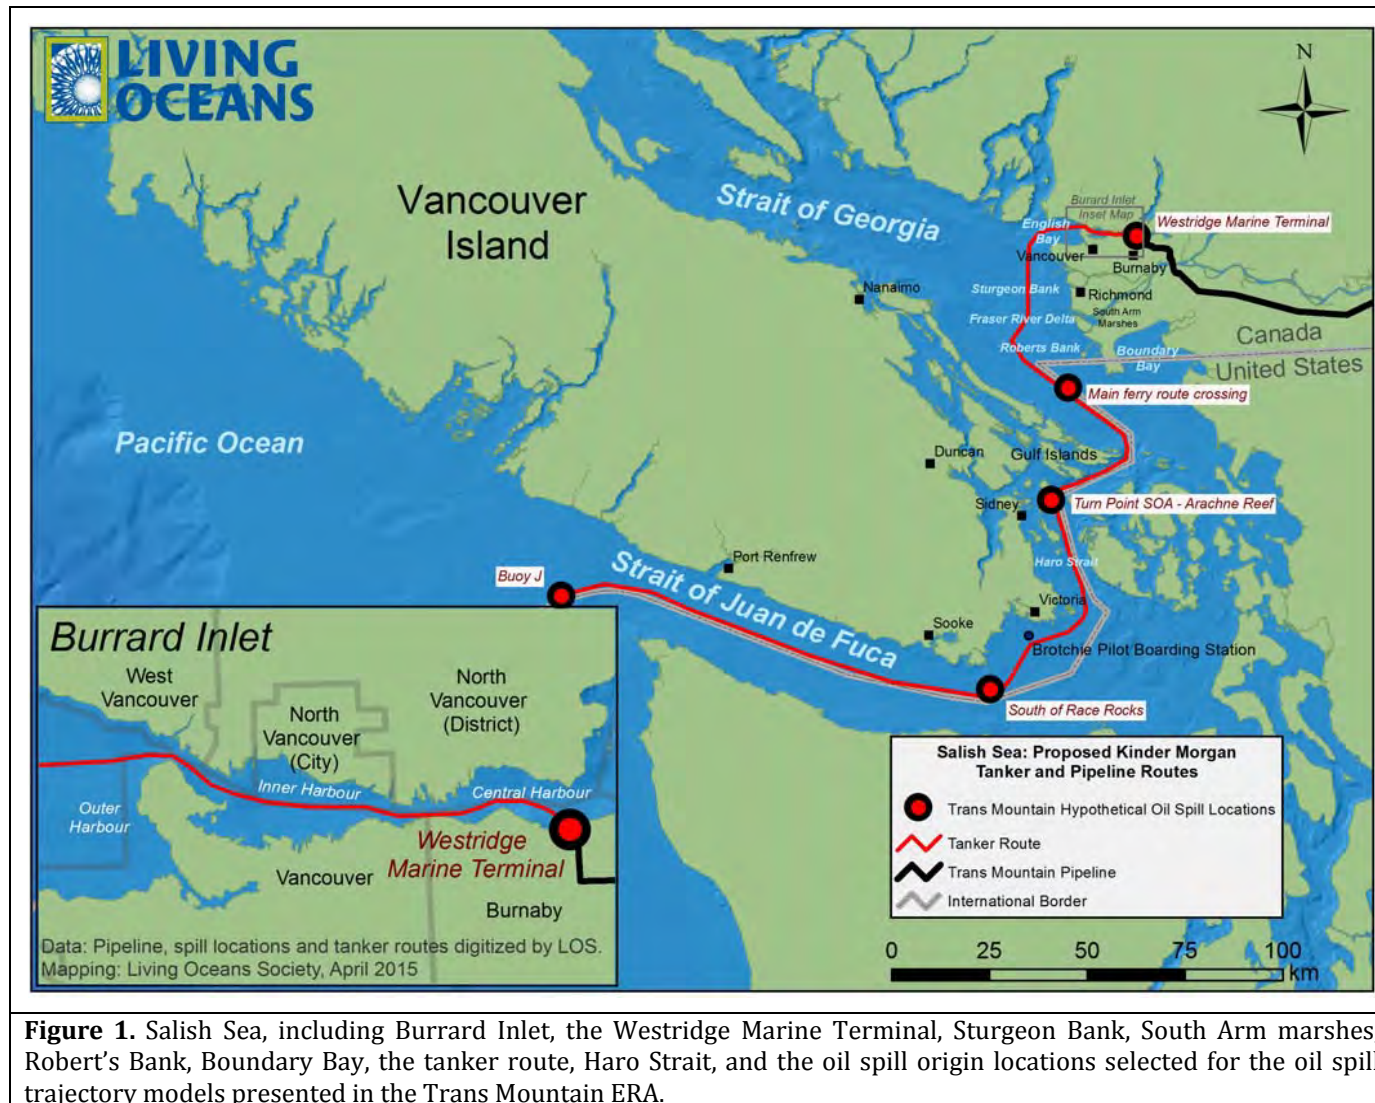 LIVING
OCEANS
N
Vancouver
Island
Strait of Georgia
Burard Inlet
Inset Map
English
Bay
Westridge Marine Terminal
Vancouver
Burnaby
Nanaimo
Sturgeon Bank
Richmond
South Arm
Marshes
Fraser River Delta
Roberts Bank
Boundary
Bay
Canada
United States
Main ferry route crossing
Pacific Ocean
Duncan
Gulf Islands
Sidney
Turn Point SOA - Arachne Reef
Port Renfrew
Haro Strait
Buoy J
Strait of Juan de Fuca
Victoria
Sooke
Brotchie Pilot Boarding Station
South of Race Rocks
Burrard Inlet
West
Vancouver
North
Vancouver
(City)
North
Vancouver
(District)
Inner Harbour
Central Harbour
Outer
Harbour
Westridge
Marine Terminal
Vancouver
Burnaby
Data: Pipeline, spill locations and tanker routes digitized by LOS.
Mapping: Living Oceans Society, April 2015
Salish Sea: Proposed Kinder Morgan
Tanker and Pipeline Routes
Trans Mountain Hypothetical Oil Spill Locations
Tanker Route
Trans Mountain Pipeline
International Border
0 25 50 75 100
km
Figure 1. Salish Sea, including Burrard Inlet, the Westridge Marine Terminal, Sturgeon Bank, South Arm marshes,
Robert's Bank, Boundary Bay, the tanker route, Haro Strait, and the oil spill origin locations selected for the oil spill
trajectory models presented in the Trans Mountain ERA.